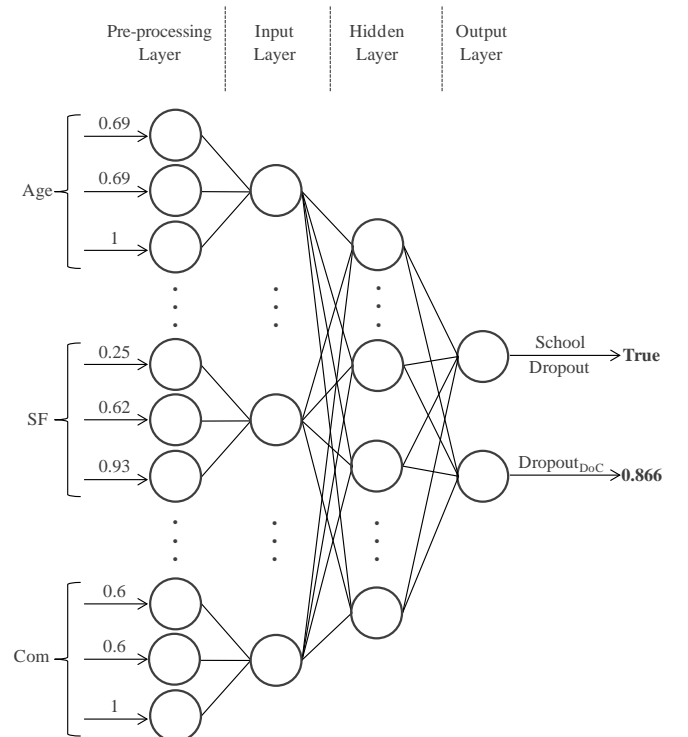 Pre-processing
Layer
Input
Layer
Hidden
Layer
Output
Layer
Age
0.69
0.69
1
SF
0.25
0.62
0.93
Com
0.6
0.6
1
School
Dropout
True
DropoutDoC
0.866